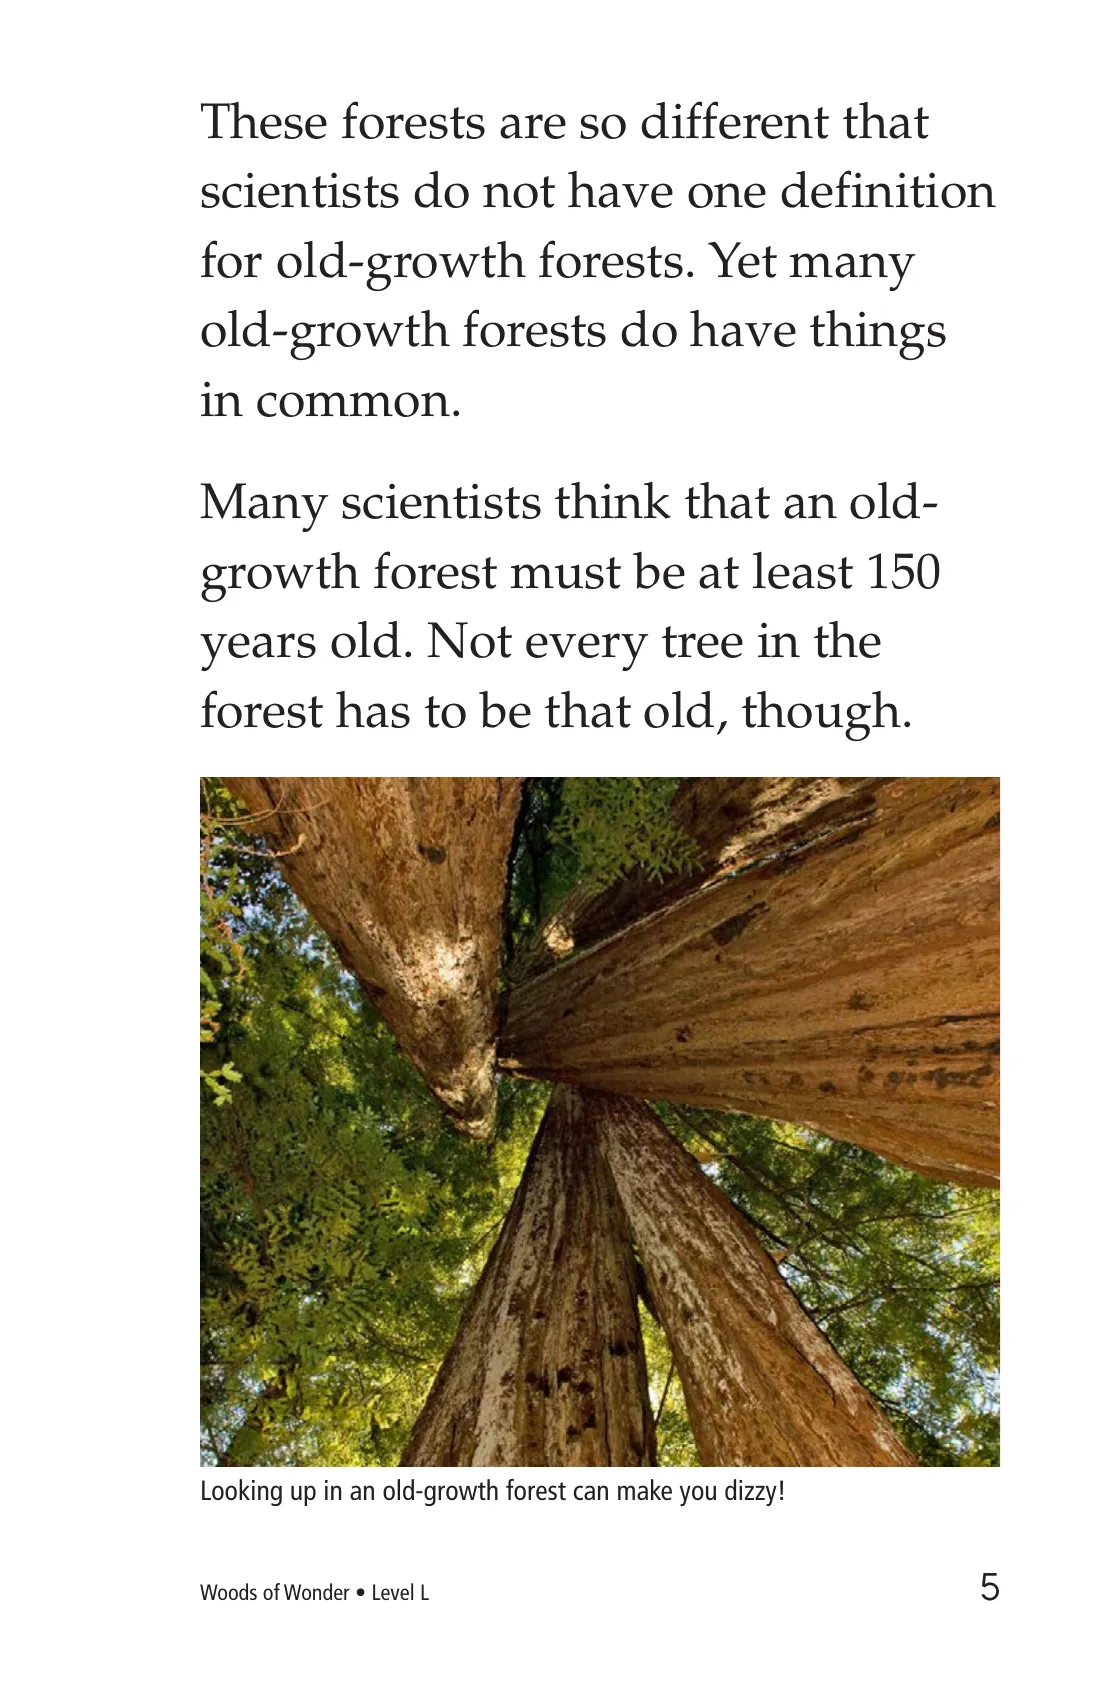 These forests are so different that
scientists do not have one definition
for old-growth forests. Yet many
old-growth forests do have things
in common.
Many scientists think that an old-
growth forest must be at least 150
years old. Not every tree in the
forest has to be that old, though.
Looking up in an old-growth forest can make you dizzy!
Woods of Wonder • Level L
5